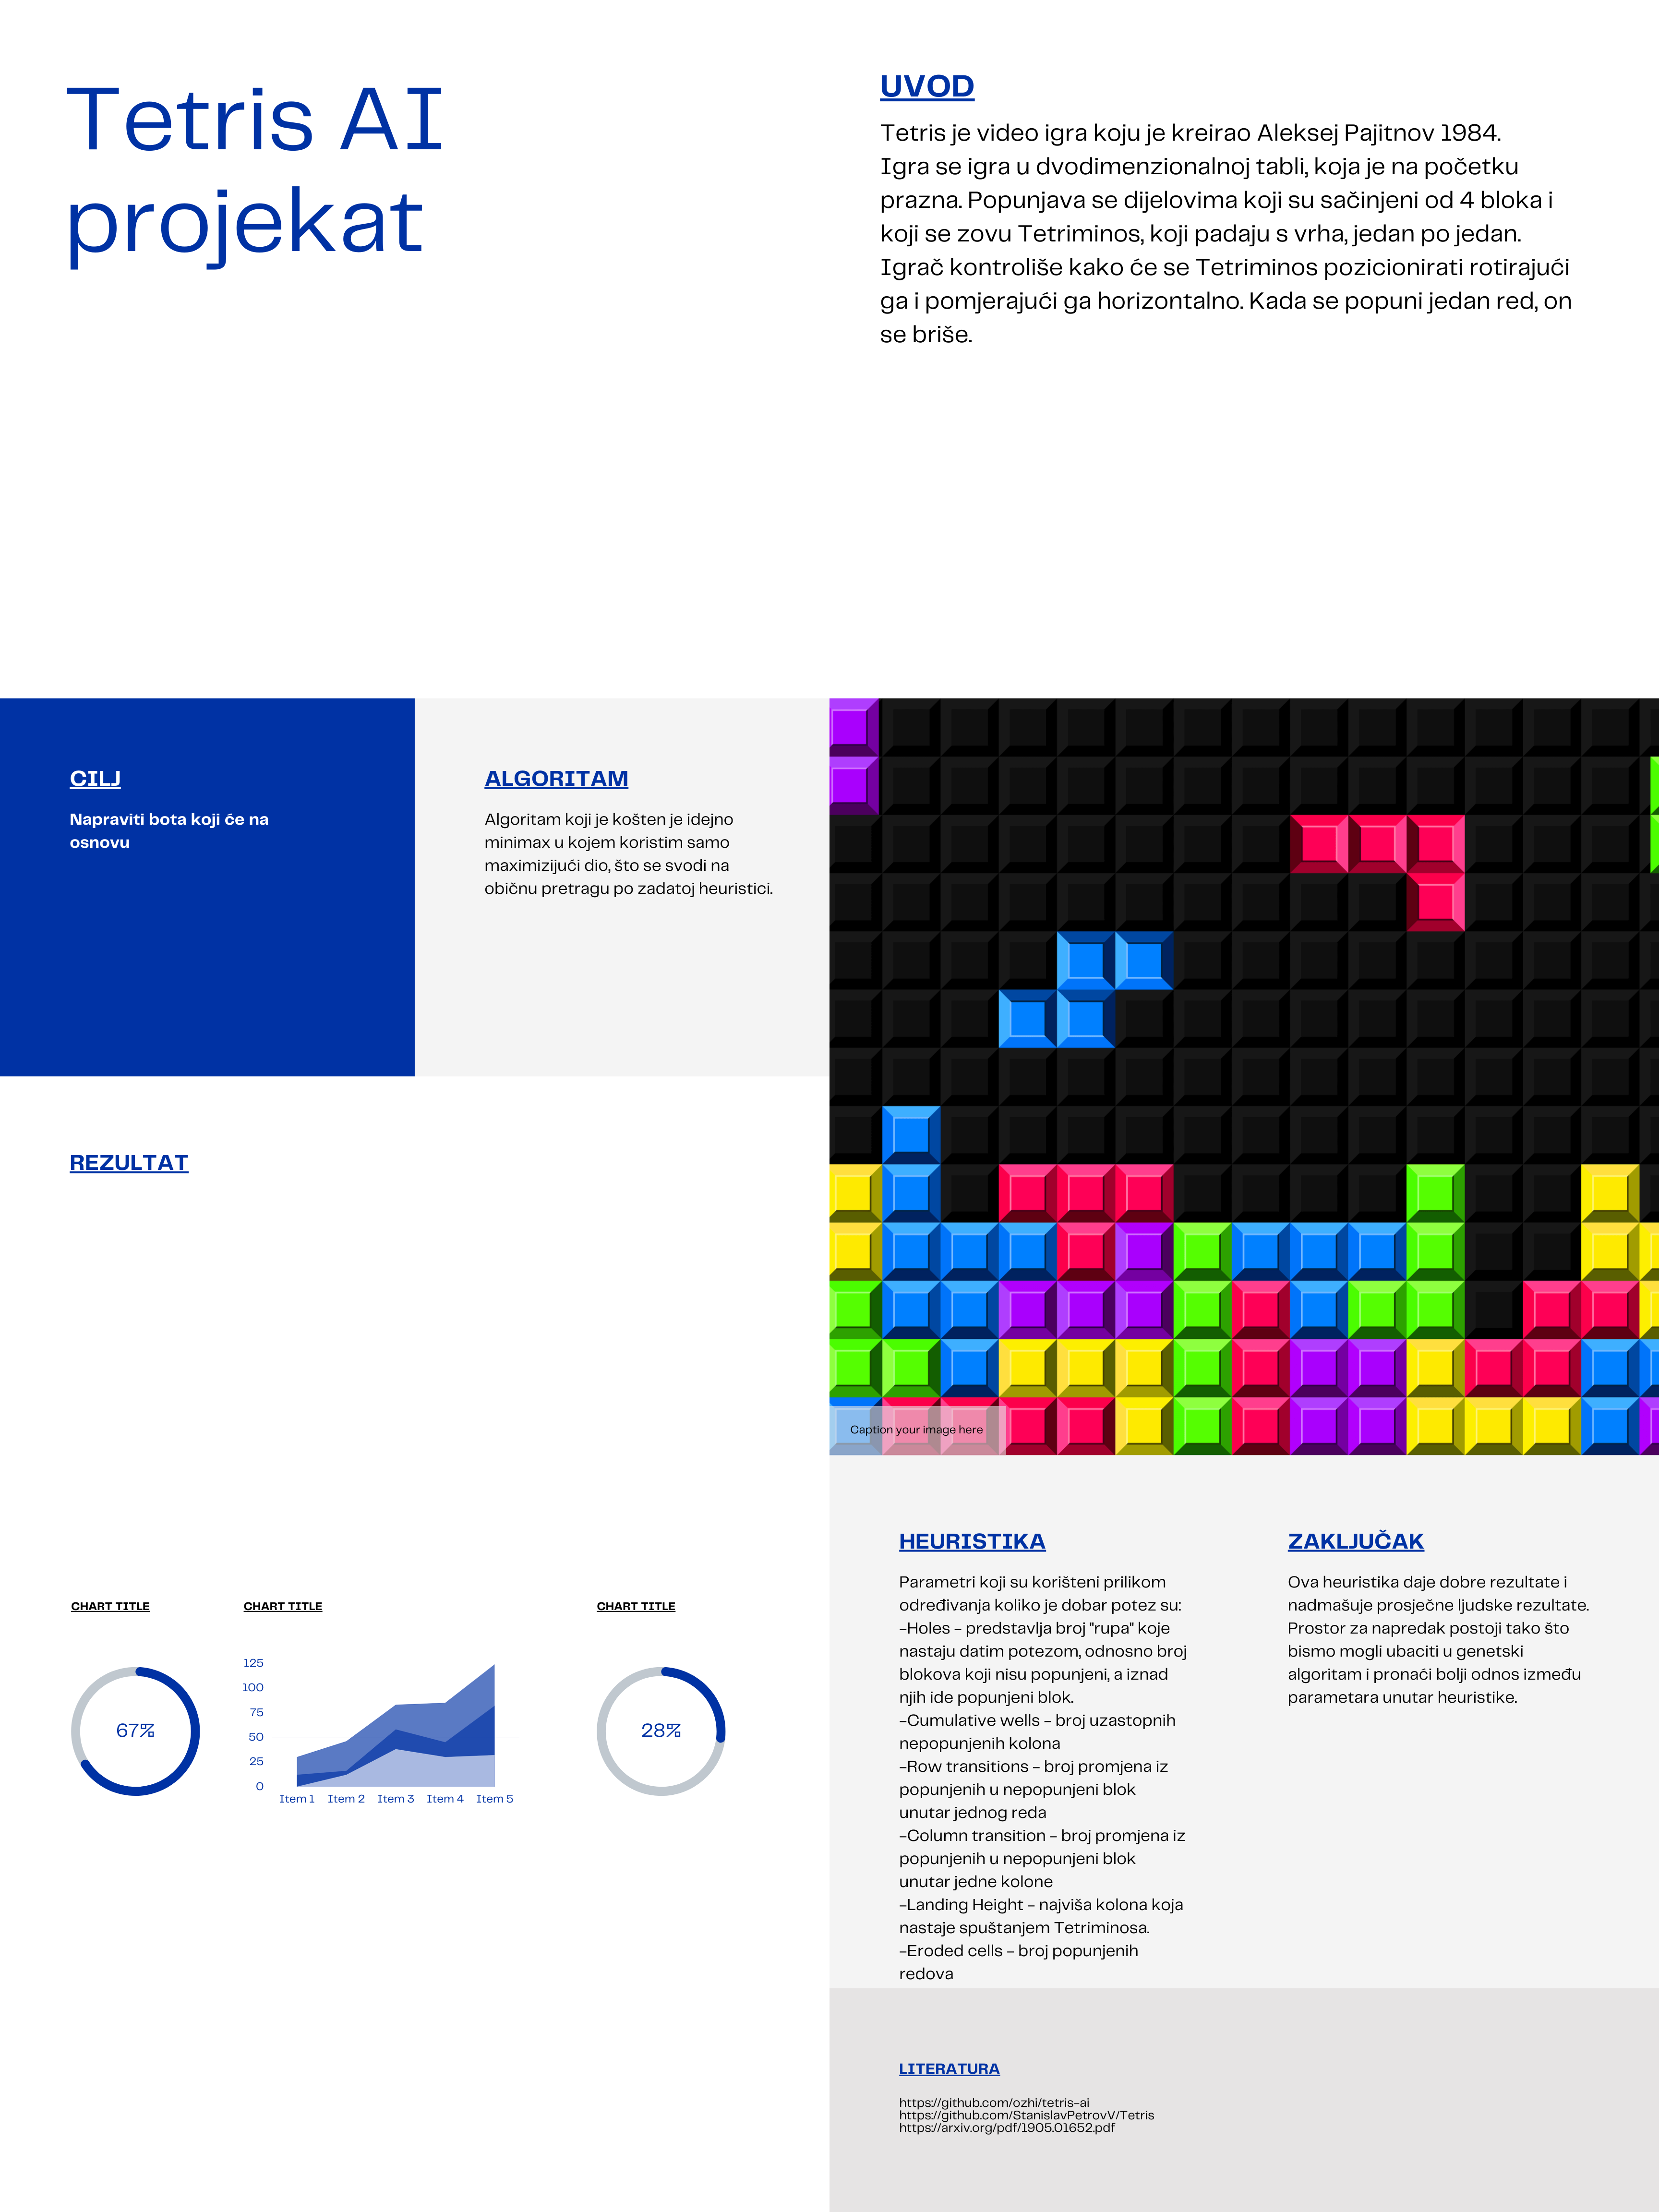 Tetris AI
projekat
UVOD
Tetris je video igra koju je kreirao Aleksej Pajitnov 1984.
Igra se igra u dvodimenzionalnoj tabli, koja je na početku
prazna. Popunjava se dijelovima koji su sačinjeni od 4 bloka i
koji se zovu Tetriminos, koji padaju s vrha, jedan po jedan.
Igrač kontroliše kako će se Tetriminos pozicionirati rotirajući
ga i pomjerajući ga horizontalno. Kada se popuni jedan red, on
se briše.
CILJ
Napraviti bota koji će na
osnovu
ALGORITAM
Algoritam koji je košten je idejno
minimax u kojem koristim samo
maximizijući dio, što se svodi na
običnu pretragu po zadatoj heuristici.
REZULTAT
Caption your image here
CHART TITLE
67%
CHART TITLE
125
100
75
50
25
0
Item 1 Item 2 Item 3 Item 4 Item 5
CHART TITLE
28%
HEURISTIKA
Parametri koji su korišteni prilikom
određivanja koliko je dobar potez su:
-Holes - predstavlja broj "rupa" koje
nastaju datim potezom, odnosno broj
blokova koji nisu popunjeni, a iznad
njih ide popunjeni blok.
-Cumulative wells - broj uzastopnih
nepopunjenih kolona
-Row transitions - broj promjena iz
popunjenih u nepopunjeni blok
unutar jednog reda
-Column transition - broj promjena iz
popunjenih u nepopunjeni blok
unutar jedne kolone
-Landing Height - najviša kolona koja
nastaje spuštanjem Tetriminosa.
-Eroded cells - broj popunjenih
redova
ZAKLJUČAK
Ova heuristika daje dobre rezultate i
nadmašuje prosječne ljudske rezultate.
Prostor za napredak postoji tako što
bismo mogli ubaciti u genetski
algoritam i pronaći bolji odnos između
parametara unutar heuristike.
LITERATURA
https://github.com/ozhi/tetris-ai
https://github.com/StanislavPetrovV/Tetris
https://arxiv.org/pdf/1905.01652.pdf